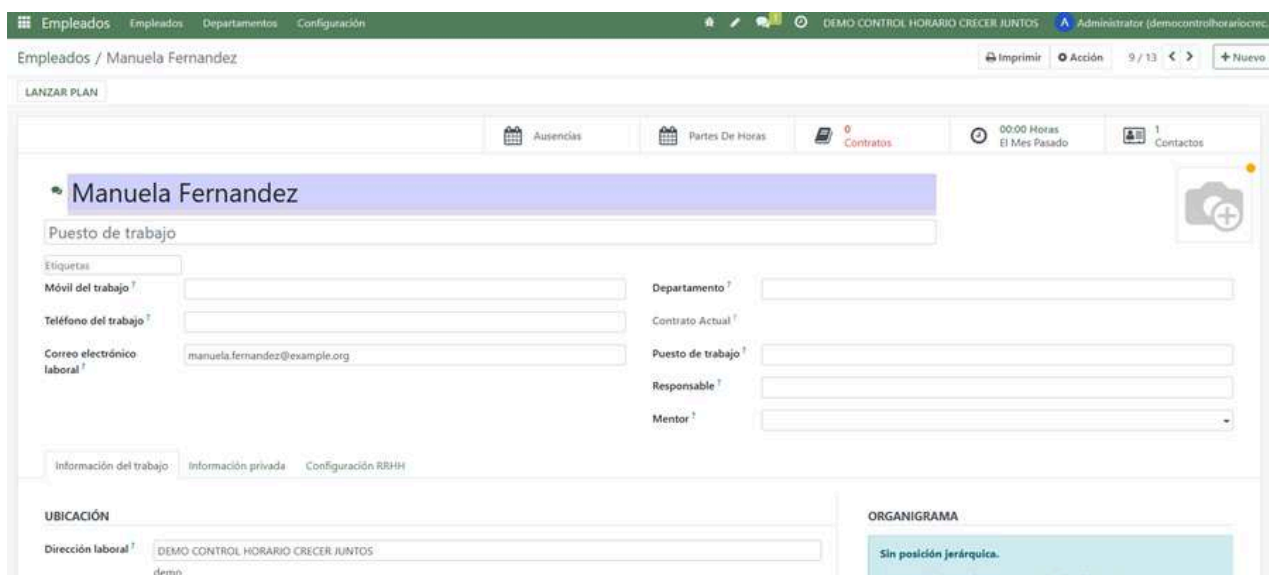 Empleados Empleados Departamentos Configuración 1 DEMO CONTROL HORARIO CRECER JUNTOS A Administrator (democontrolhorariocrec.
Empleados / Manuela Fernandez Imprimir Acción 9 / 13 Nuevo
LANZAR PLAN
Ausencias Partes De Horas 0 Contratos 00:00 Horas El Mes Pasado 1 Contactos
Manuela Fernandez
Puesto de trabajo
Etiquetas
Móvil del trabajo ? Departamento ?
Teléfono del trabajo ? Contrato Actual ?
Correo electrónico laboral ? manuela.fernandez@example.org Puesto de trabajo ?
Responsable ?
Mentor ?
Información del trabajo Información privada Configuración RRHH
UBICACIÓN ORGANIGRAMA
Dirección laboral ? DEMO CONTROL HORARIO CRECER JUNTOS Sin posición jerárquica.
demo